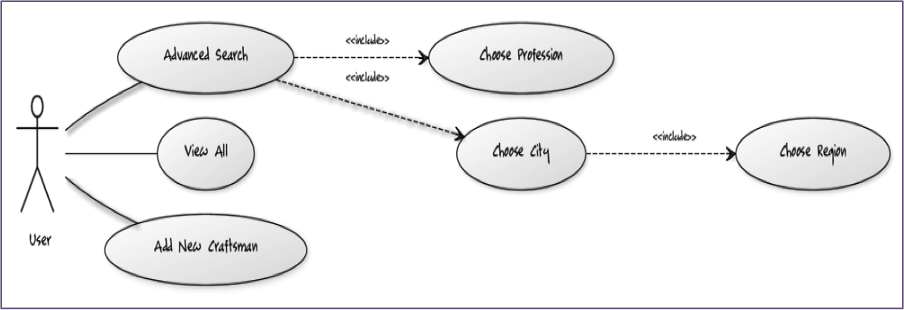 Advanced Search
<<include>>
Choose Profession
<<include>>
View All
Choose City
<<include>>
Choose Region
User
Add New Craftsman